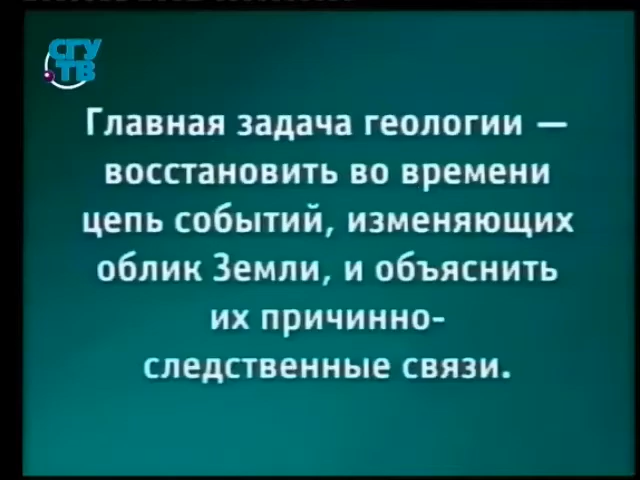 СГУ
ТВ
Главная задача геологии —
восстановить во времени
цепь событий, изменяющих
облик Земли, и объяснить
их причинно-
следственные связи.